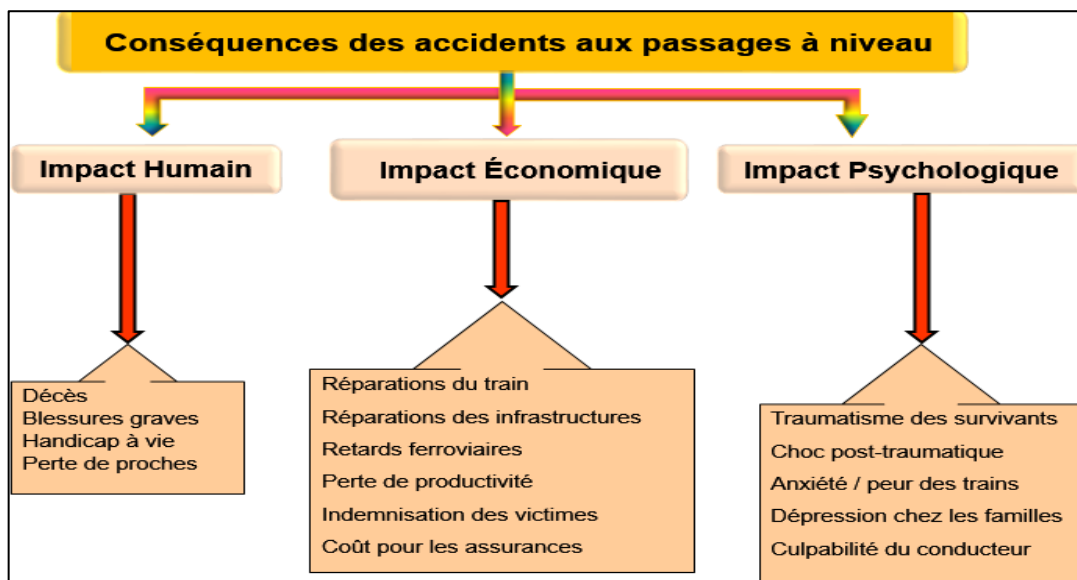 Conséquences des accidents aux passages à niveau
Impact Humain
Impact Économique
Impact Psychologique
Décès
Blessures graves
Handicap à vie
Perte de proches
Réparations du train
Réparations des infrastructures
Retards ferroviaires
Perte de productivité
Indemnisation des victimes
Coût pour les assurances
Traumatisme des survivants
Choc post-traumatique
Anxiété / peur des trains
Dépression chez les familles
Culpabilité du conducteur